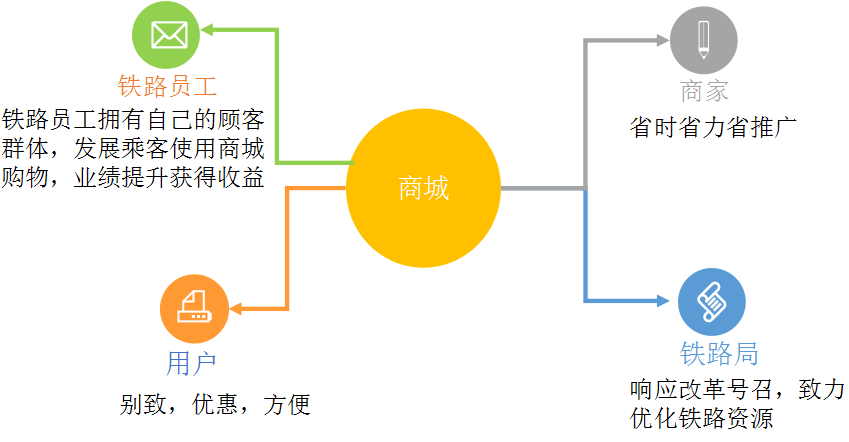 铁路员工
铁路员工拥有自己的顾客
群体，发展乘客使用商城
购物，业绩提升获得收益
商家
省时省力省推广
商城
用户
别致，优惠，方便
铁路局
响应改革号召，致力
优化铁路资源